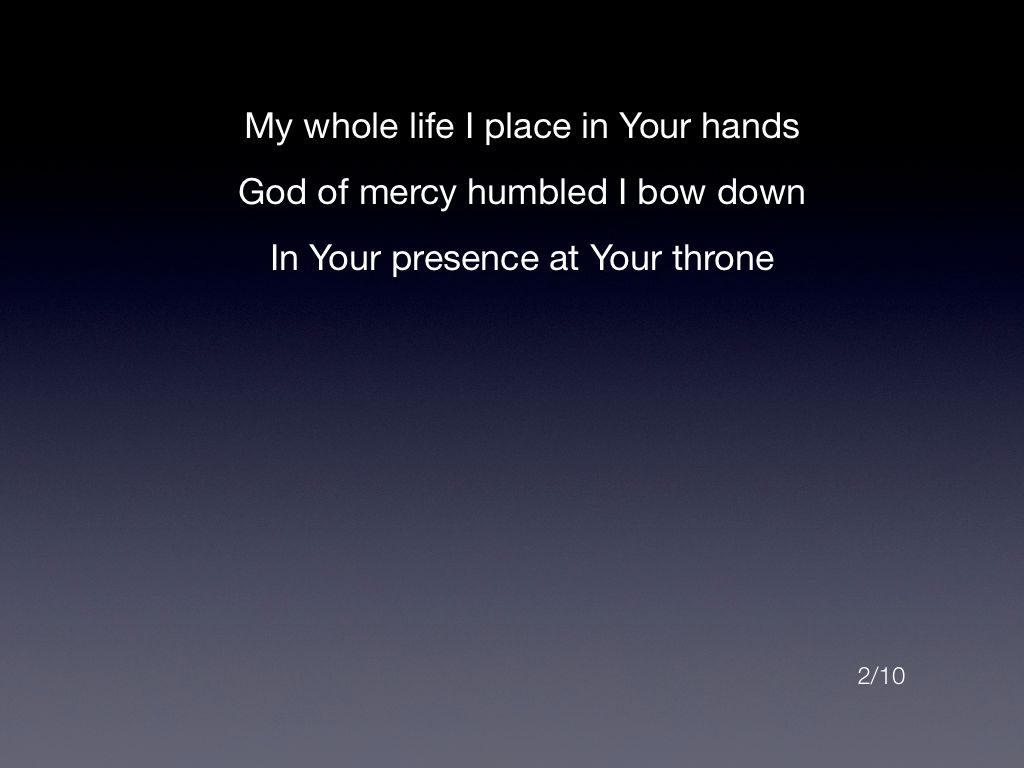 My whole life I place in Your hands
God of mercy humbled I bow down
In Your presence at Your throne
2/10